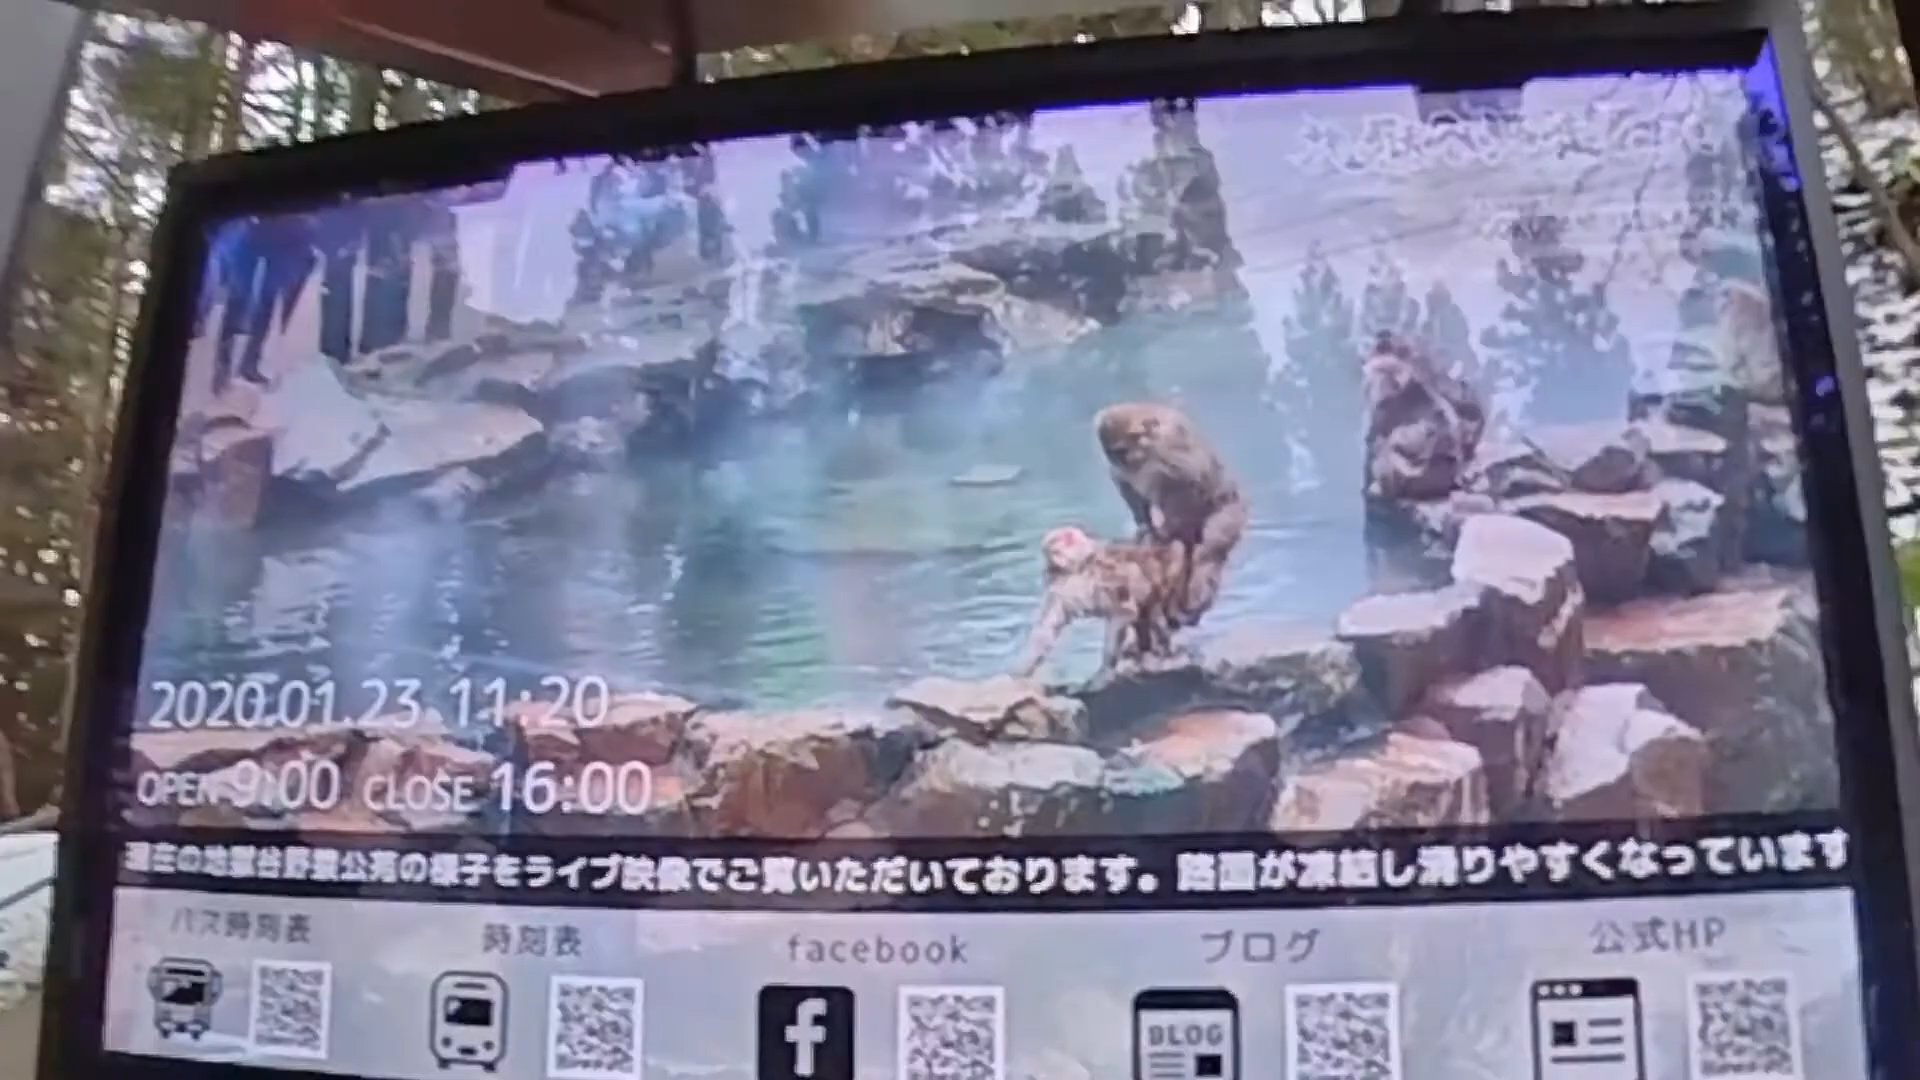 2020.01.23 11:20
OPEN 9:00 CLOSE 16:00
現在の地獄谷野猿公苑の様子をライブ映像でご覧いただいております。路面が凍結し滑りやすくなっています
バス時刻表
時刻表
facebook
ブログ
公式HP
BLOG